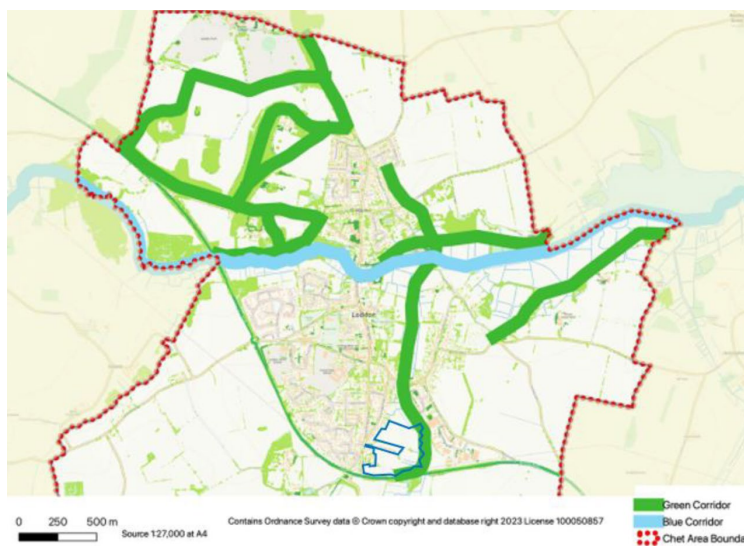 Loddon
Green Corridor
Blue Corridor
Chet Area Bounda
0 250 500 m
Source 1:27,000 at A4
Contains Ordnance Survey data © Crown copyright and database right 2023 License 100050857